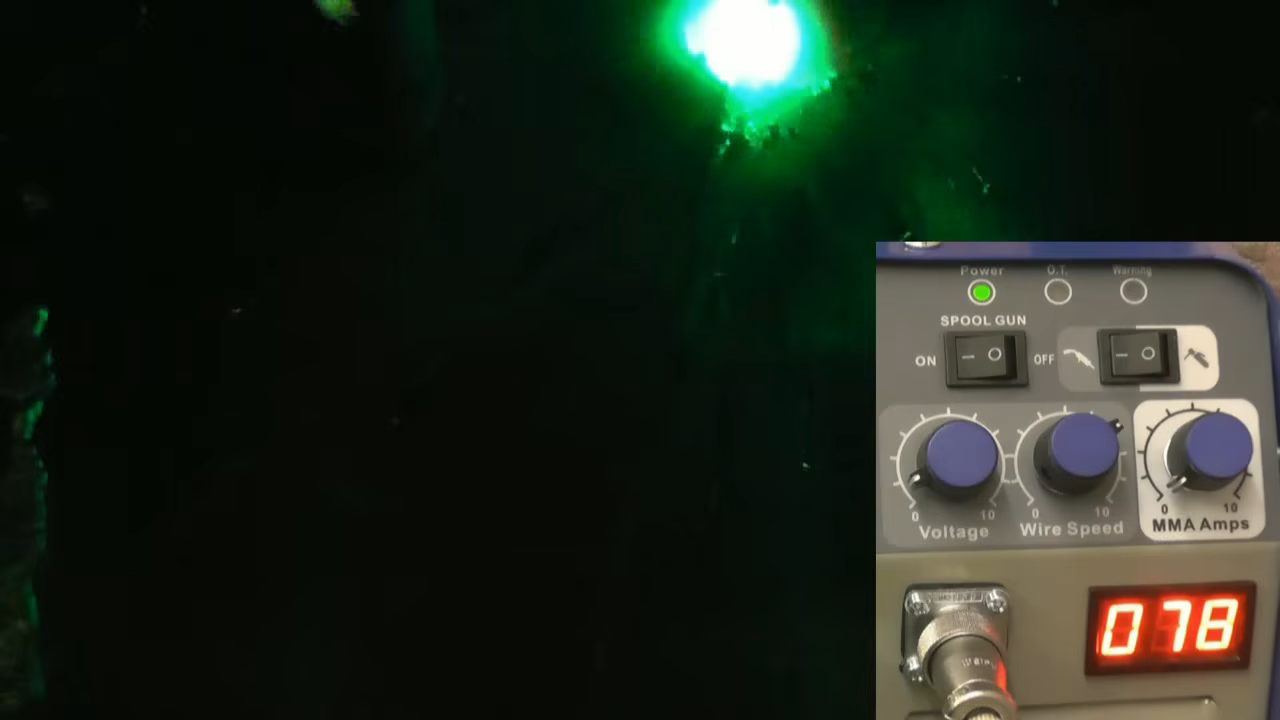 Power O.T. Warning
SPOOL GUN
ON OFF
0 10 0 10 0 10
Voltage Wire Speed MMA Amps
078